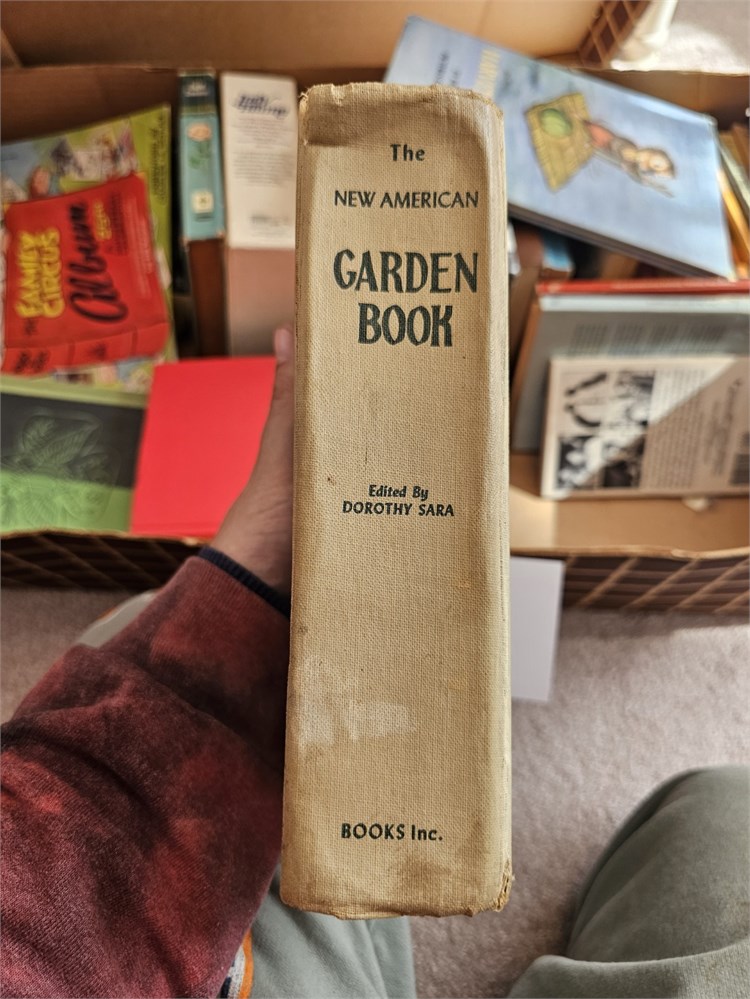 The
NEW AMERICAN
GARDEN
BOOK
Edited By
DOROTHY SARA
BOOKS Inc.
FAMILY
CIRCUS
Album